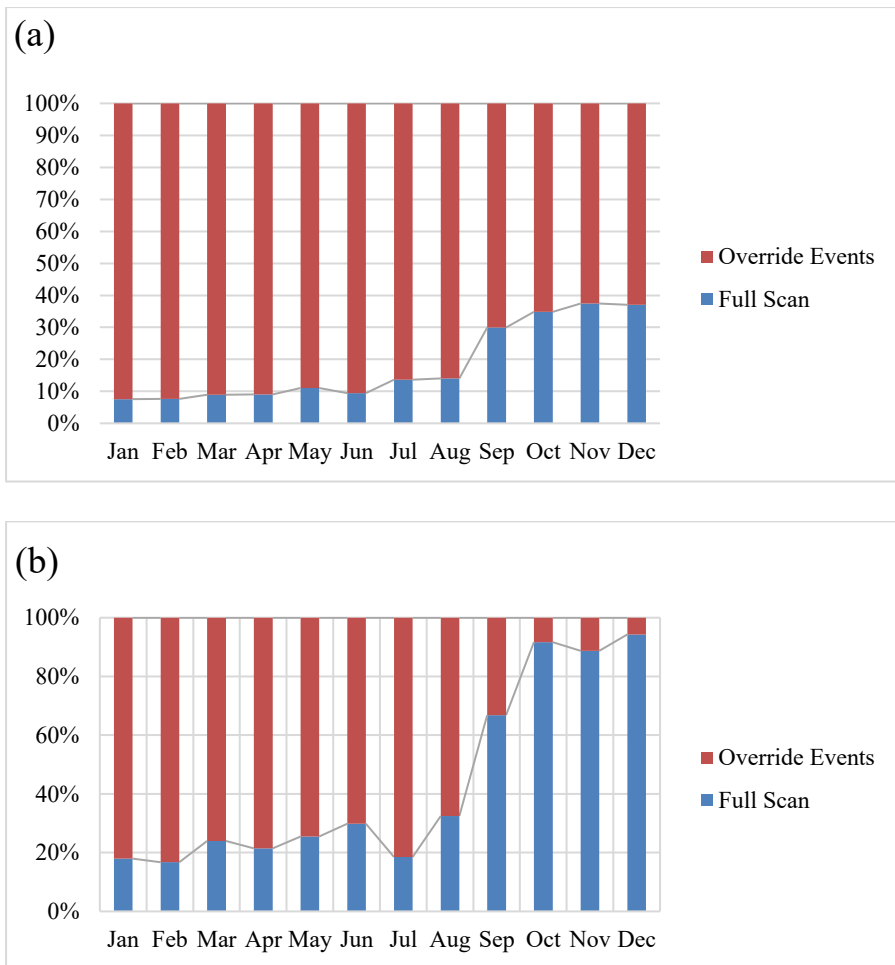 (a)
100%
90%
80%
70%
60%
50%
40%
30%
20%
10%
0%
Jan Feb Mar Apr May Jun Jul Aug Sep Oct Nov Dec
Override Events
Full Scan
(b)
100%
80%
60%
40%
20%
0%
Jan Feb Mar Apr May Jun Jul Aug Sep Oct Nov Dec
Override Events
Full Scan